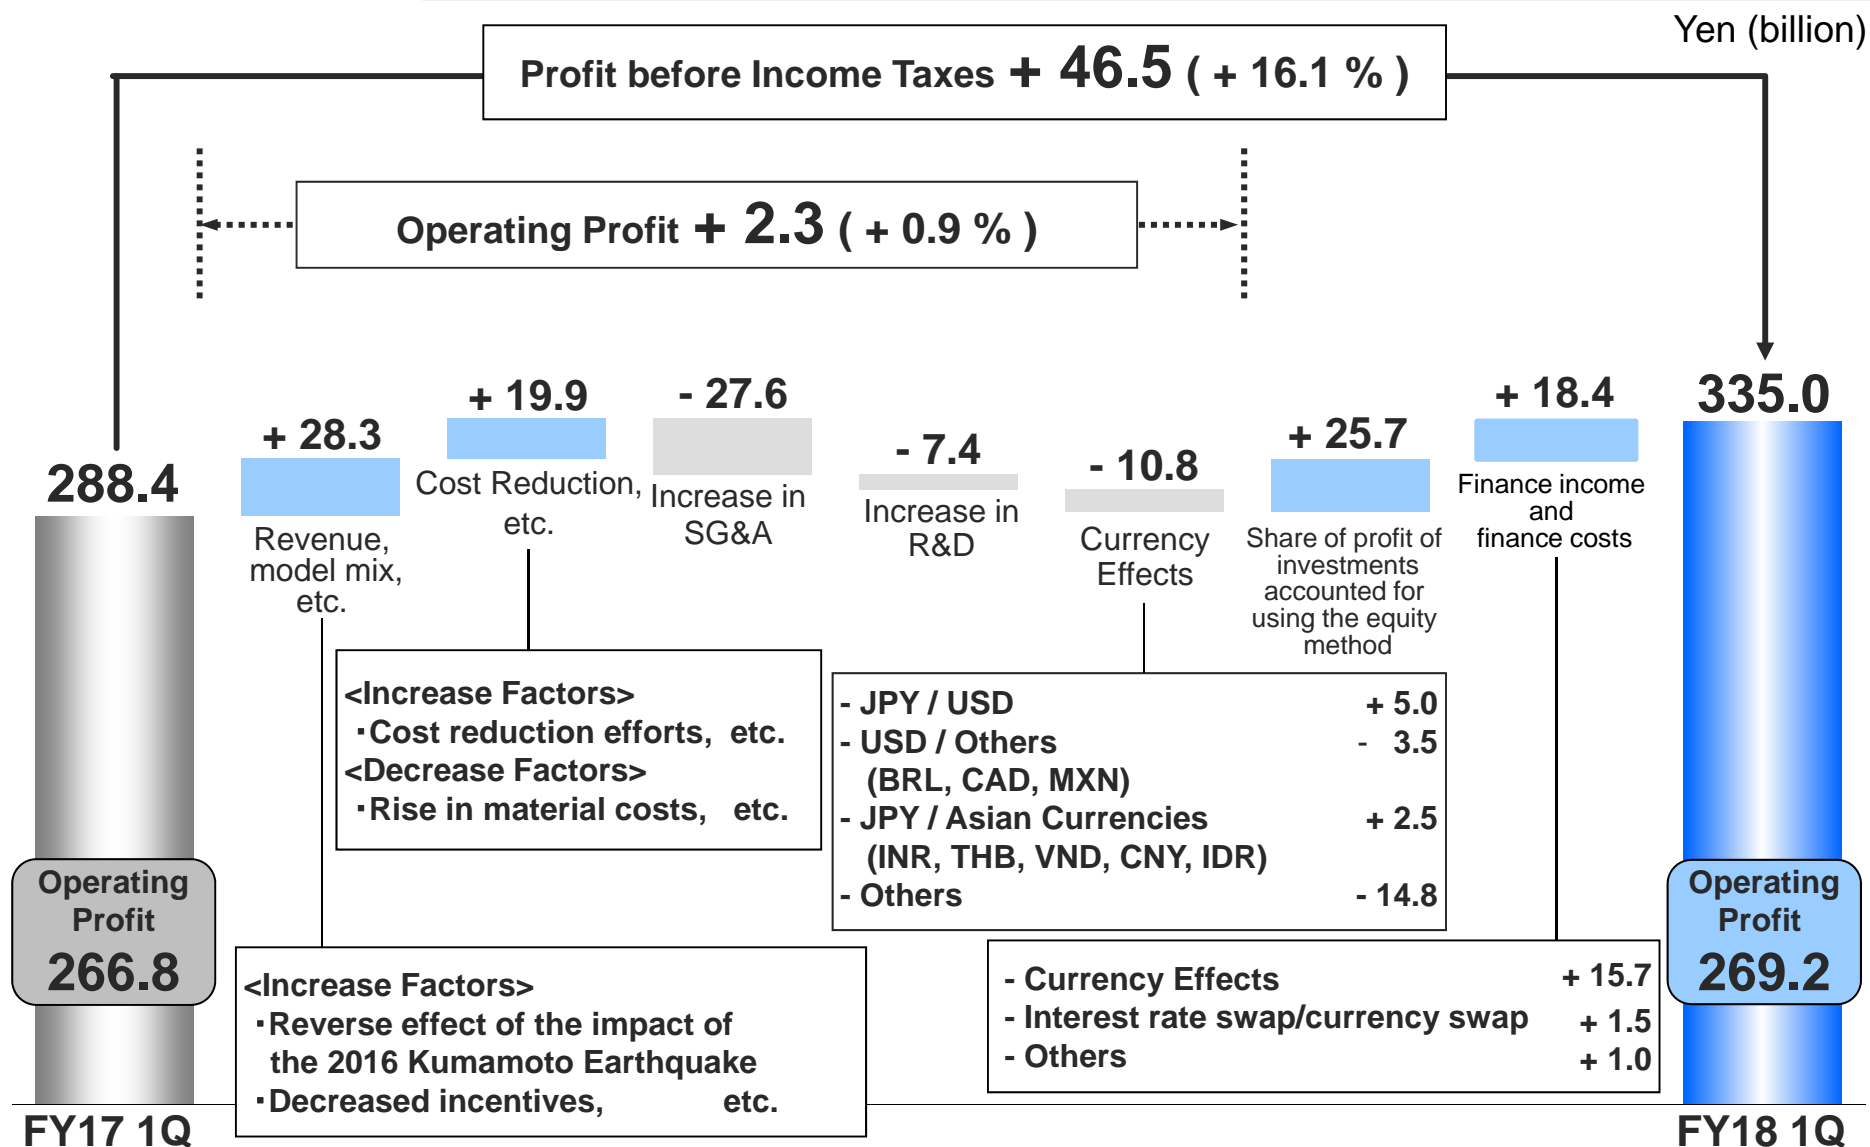 Yen (billion)
Profit before Income Taxes + 46.5 ( + 16.1 % )
Operating Profit + 2.3 ( + 0.9 % )
288.4
+ 28.3
Revenue,
model mix,
etc.
+ 19.9
Cost Reduction,
etc.
- 27.6
Increase in
SG&A
- 7.4
Increase in
R&D
- 10.8
Currency
Effects
+ 25.7
Share of profit of
investments
accounted for
using the equity
method
+ 18.4
Finance income
and
finance costs
335.0
<Increase Factors>
・Cost reduction efforts, etc.
<Decrease Factors>
・Rise in material costs, etc.
- JPY / USD + 5.0
- USD / Others - 3.5
(BRL, CAD, MXN)
- JPY / Asian Currencies + 2.5
(INR, THB, VND, CNY, IDR)
- Others - 14.8
Operating
Profit
266.8
<Increase Factors>
・Reverse effect of the impact of
the 2016 Kumamoto Earthquake
・Decreased incentives, etc.
- Currency Effects + 15.7
- Interest rate swap/currency swap + 1.5
- Others + 1.0
Operating
Profit
269.2
FY17 1Q
FY18 1Q